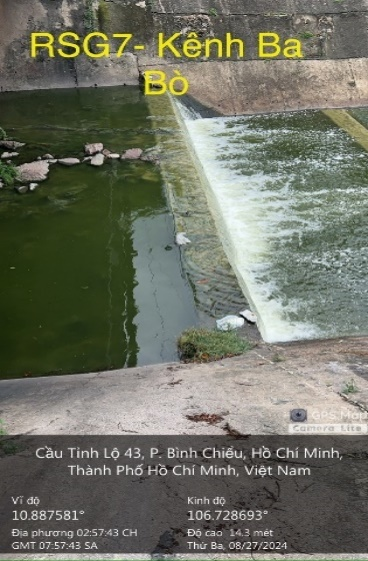 RSG7- Kênh Ba
Bò
GPS Map
Camera Lite
Cầu Tỉnh Lộ 43, P. Bình Chiểu, Hồ Chí Minh,
Thành Phố Hồ Chí Minh, Việt Nam
Vĩ độ
Kinh độ
10.887581°
106.728693°
Địa phương 02:57:43 CH
Độ cao 14.3 mét
GMT 07:57:43 SA
Thứ Ba, 08/27/2024